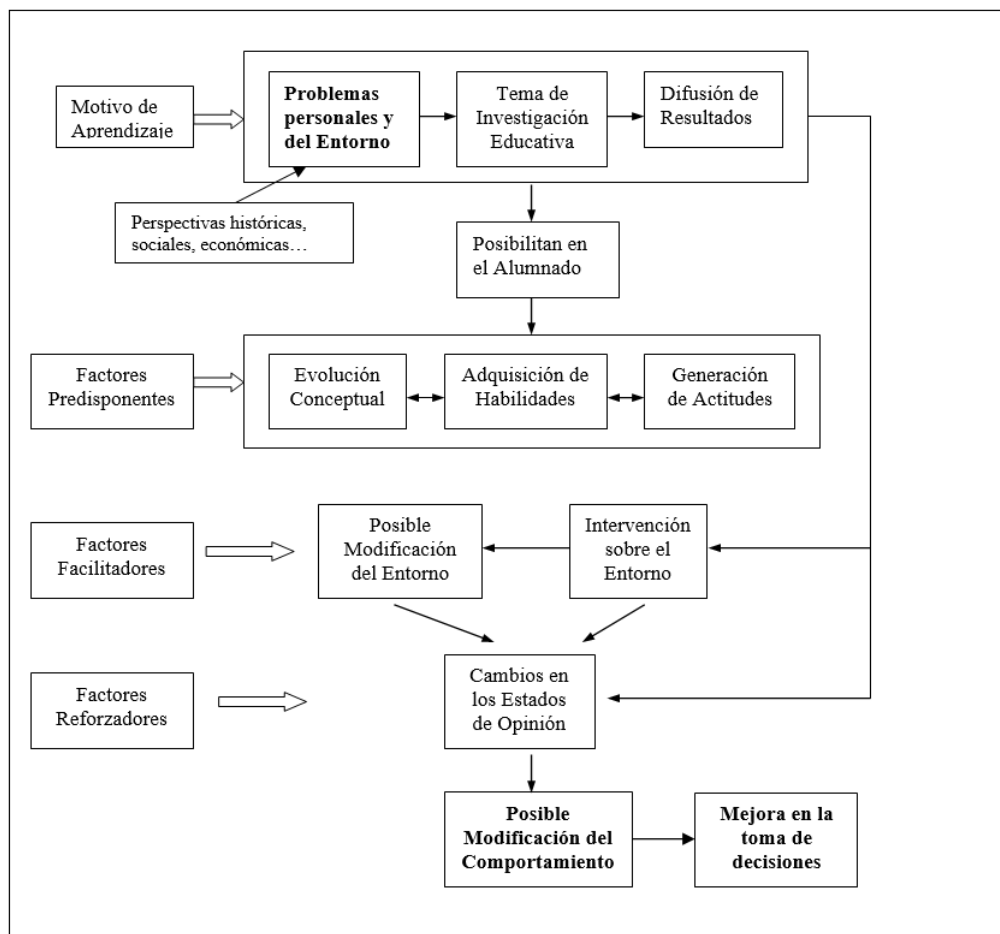 Motivo de
Aprendizaje
Problemas
personales y
del Entorno
Tema de
Investigación
Educativa
Difusión de
Resultados
Perspectivas históricas,
sociales, económicas…
Posibilitan en
el Alumnado
Factores
Predisponentes
Evolución
Conceptual
Adquisición de
Habilidades
Generación
de Actitudes
Factores
Facilitadores
Posible
Modificación
del Entorno
Intervención
sobre el
Entorno
Factores
Reforzadores
Cambios en
los Estados
de Opinión
Posible
Modificación del
Comportamiento
Mejora en la
toma de
decisiones